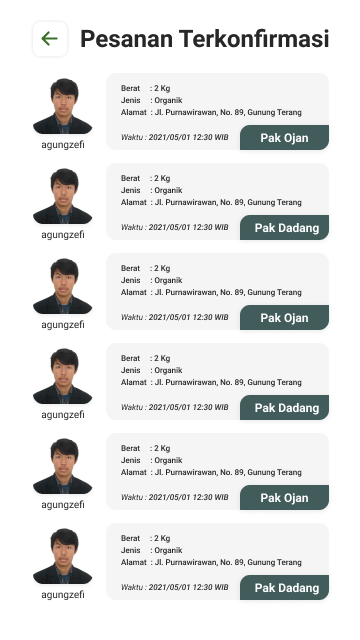 Pesanan Terkonfirmasi
Berat : 2 Kg
Jenis : Organik
Alamat : Jl. Purnawirawan, No. 89, Gunung Terang
Waktu : 2021/05/01 12:30 WIB
Pak Ojan
agungzefi
Berat : 2 Kg
Jenis : Organik
Alamat : Jl. Purnawirawan, No. 89, Gunung Terang
Waktu : 2021/05/01 12:30 WIB
Pak Dadang
agungzefi
Berat : 2 Kg
Jenis : Organik
Alamat : Jl. Purnawirawan, No. 89, Gunung Terang
Waktu : 2021/05/01 12:30 WIB
Pak Ojan
agungzefi
Berat : 2 Kg
Jenis : Organik
Alamat : Jl. Purnawirawan, No. 89, Gunung Terang
Waktu : 2021/05/01 12:30 WIB
Pak Dadang
agungzefi
Berat : 2 Kg
Jenis : Organik
Alamat : Jl. Purnawirawan, No. 89, Gunung Terang
Waktu : 2021/05/01 12:30 WIB
Pak Ojan
agungzefi
Berat : 2 Kg
Jenis : Organik
Alamat : Jl. Purnawirawan, No. 89, Gunung Terang
Waktu : 2021/05/01 12:30 WIB
Pak Dadang
agungzefi